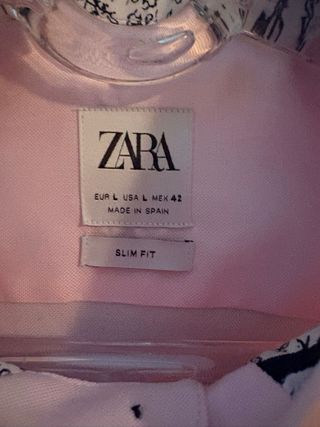 ZARA
EUR L USA L MEX 42
MADE IN SPAIN
SLIM FIT